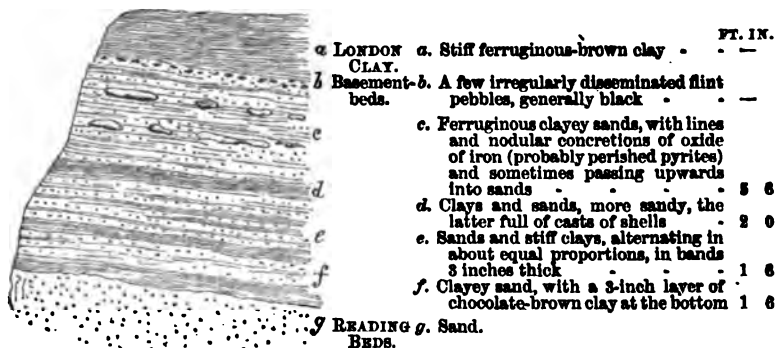 FT. IN.
a LONDON CLAY. a. Stiff ferruginous-brown clay - - —
b Basement-beds. b. A few irregularly disseminated flint
pebbles, generally black - - —
c c. Ferruginous clayey sands, with lines
and nodular concretions of oxide
of iron (probably perished pyrites)
and sometimes passing upwards
into sands - - - - 5 6
d d. Clays and sands, more sandy, the
latter full of casts of shells - 2 0
e e. Sands and stiff clays, alternating in
about equal proportions, in bands
3 inches thick - - - 1 6
f f. Clayey sand, with a 3-inch layer of
chocolate-brown clay at the bottom 1 6
g READING BEDS. g. Sand.